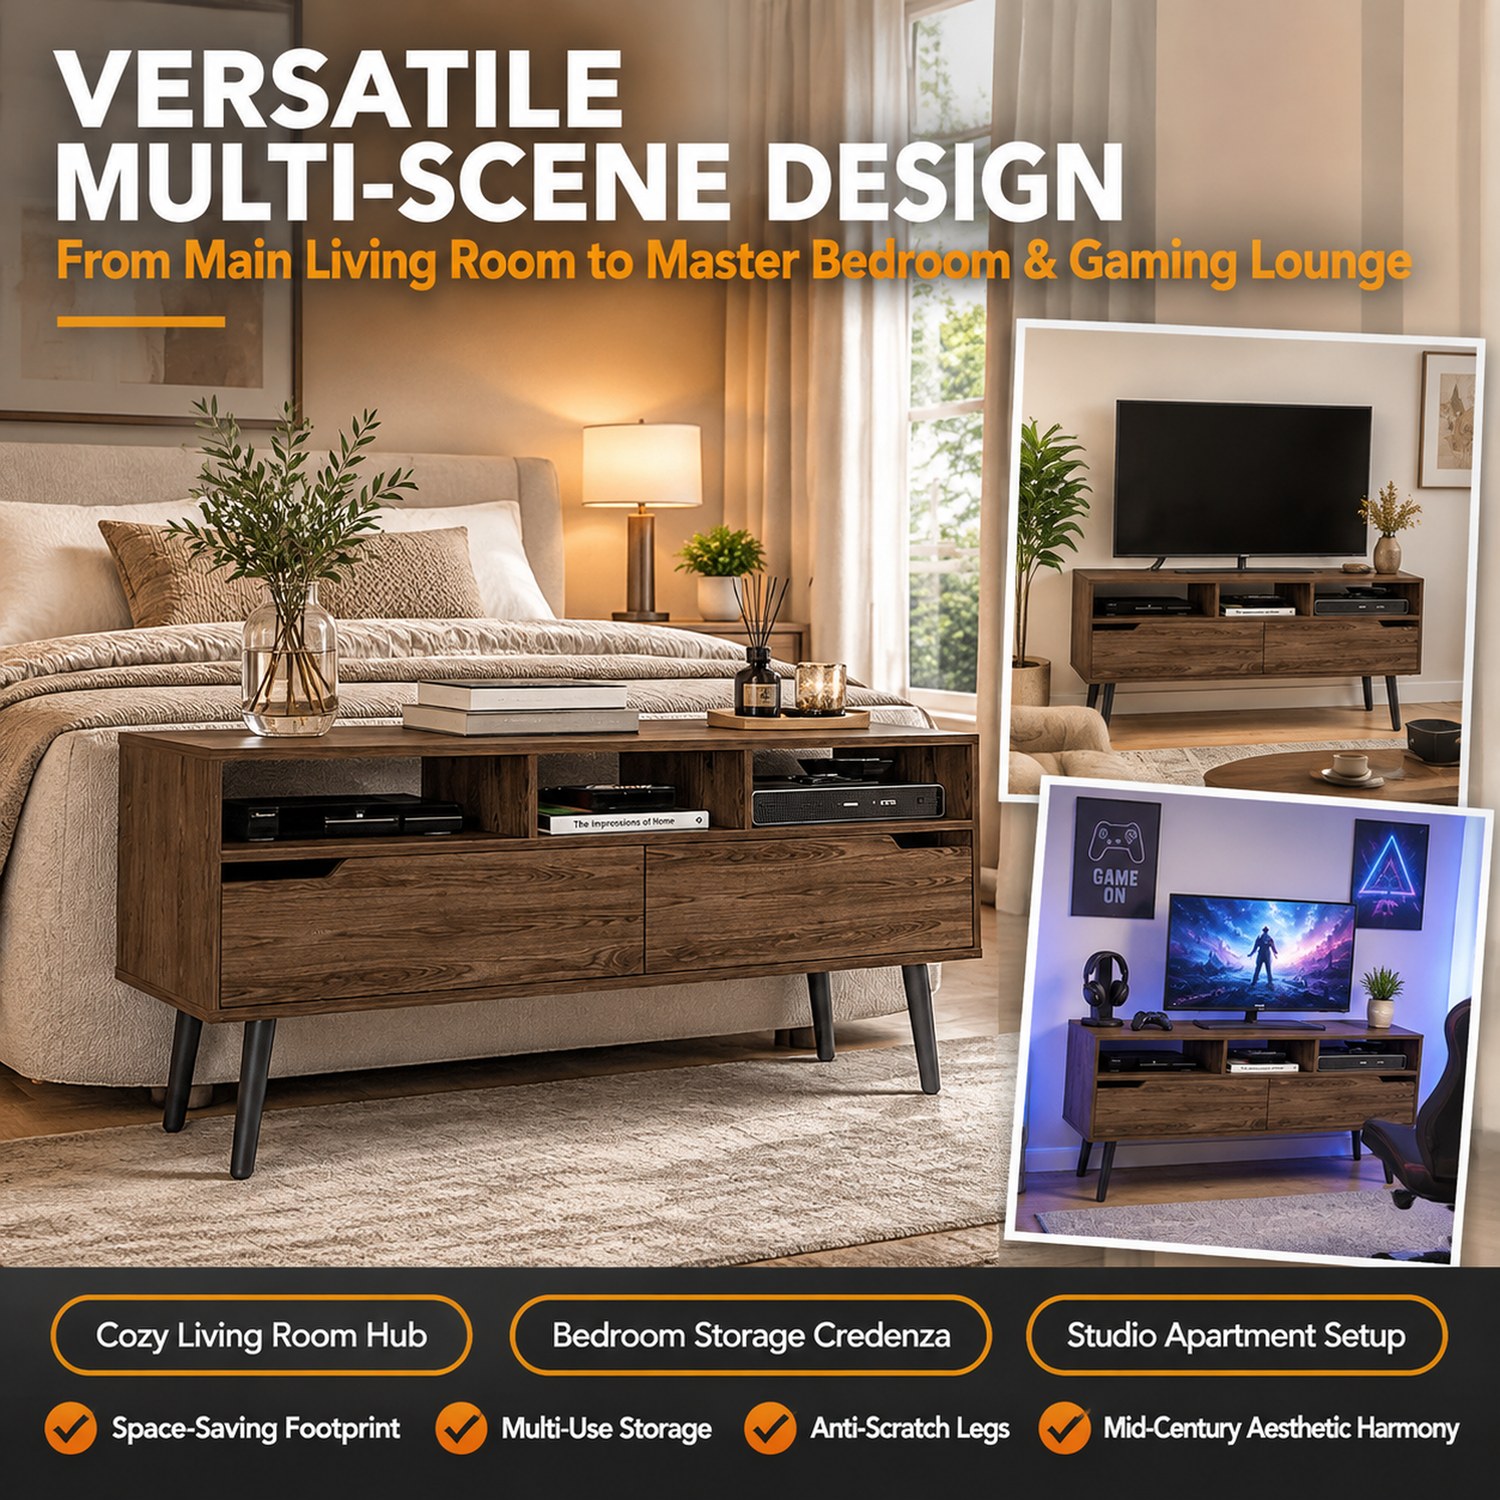 VERSATILE
MULTI-SCENE DESIGN
From Main Living Room to Master Bedroom & Gaming Lounge
The Impressions of Home
GAME
ON
Cozy Living Room Hub
Bedroom Storage Credenza
Studio Apartment Setup
Space-Saving Footprint
Multi-Use Storage
Anti-Scratch Legs
Mid-Century Aesthetic Harmony